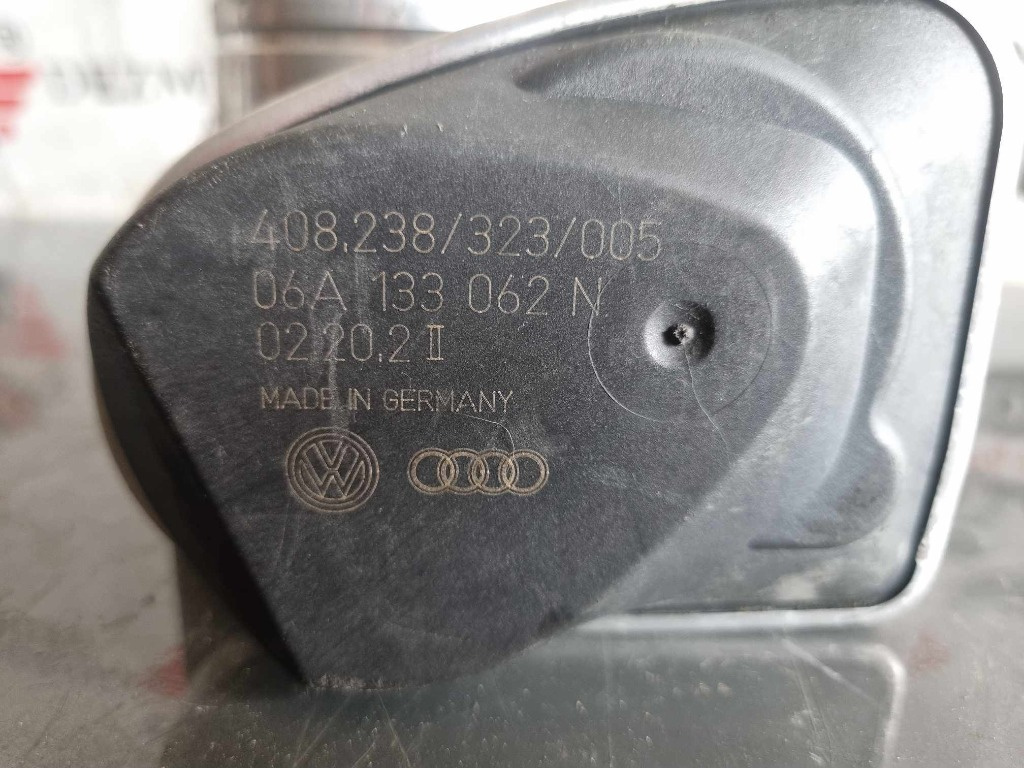 408.238/323/005
06A 133 062 N
02 20.2 II
MADE IN GERMANY